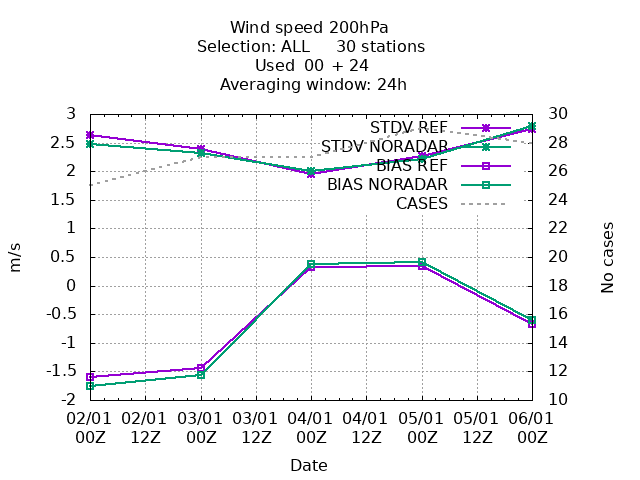 Wind speed 200hPa
Selection: ALL     30 stations
Used  00 + 24
Averaging window: 24h
3
2.5
2
1.5
1
0.5
0
-0.5
-1
-1.5
-2
m/s
STDV REF
STDV NORADAR
BIAS REF
BIAS NORADAR
CASES
30
28
26
24
22
20
18
16
14
12
10
No cases
02/01 02/01 03/01 03/01 04/01 04/01 05/01 05/01 06/01
00Z 12Z 00Z 12Z 00Z 12Z 00Z 12Z 00Z
Date